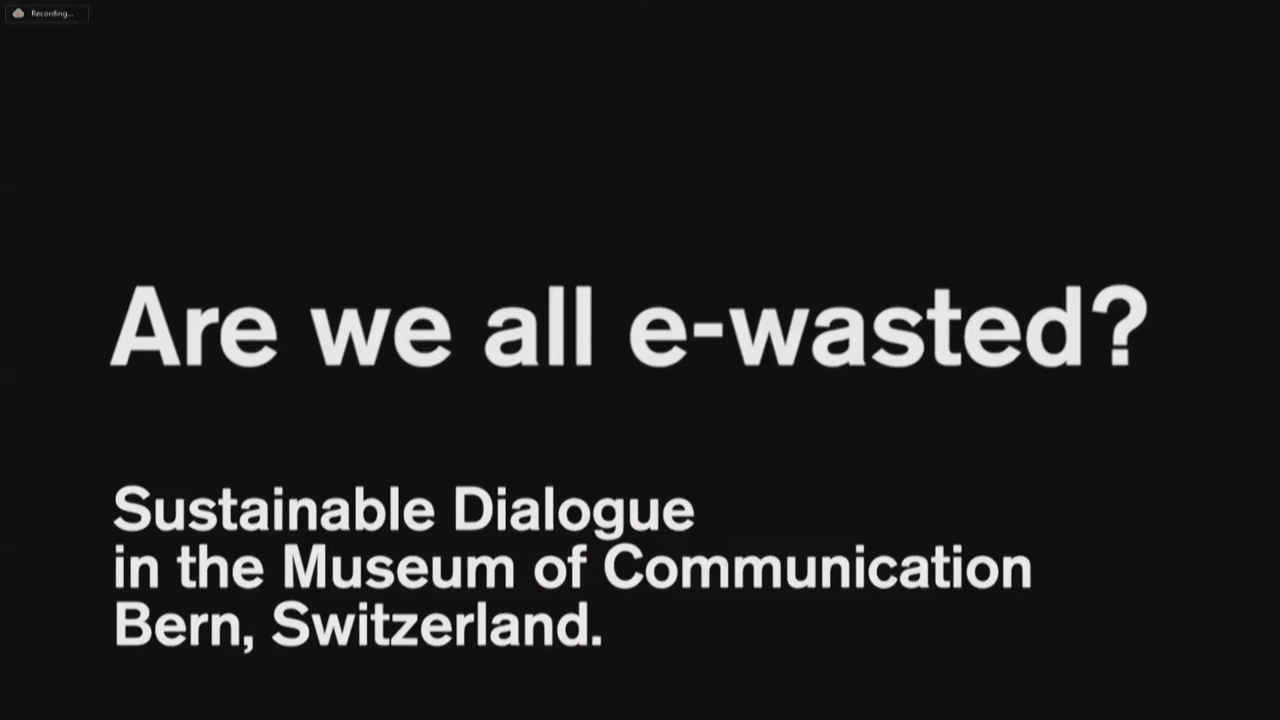 Recording...
Are we all e-wasted?
Sustainable Dialogue
in the Museum of Communication
Bern, Switzerland.